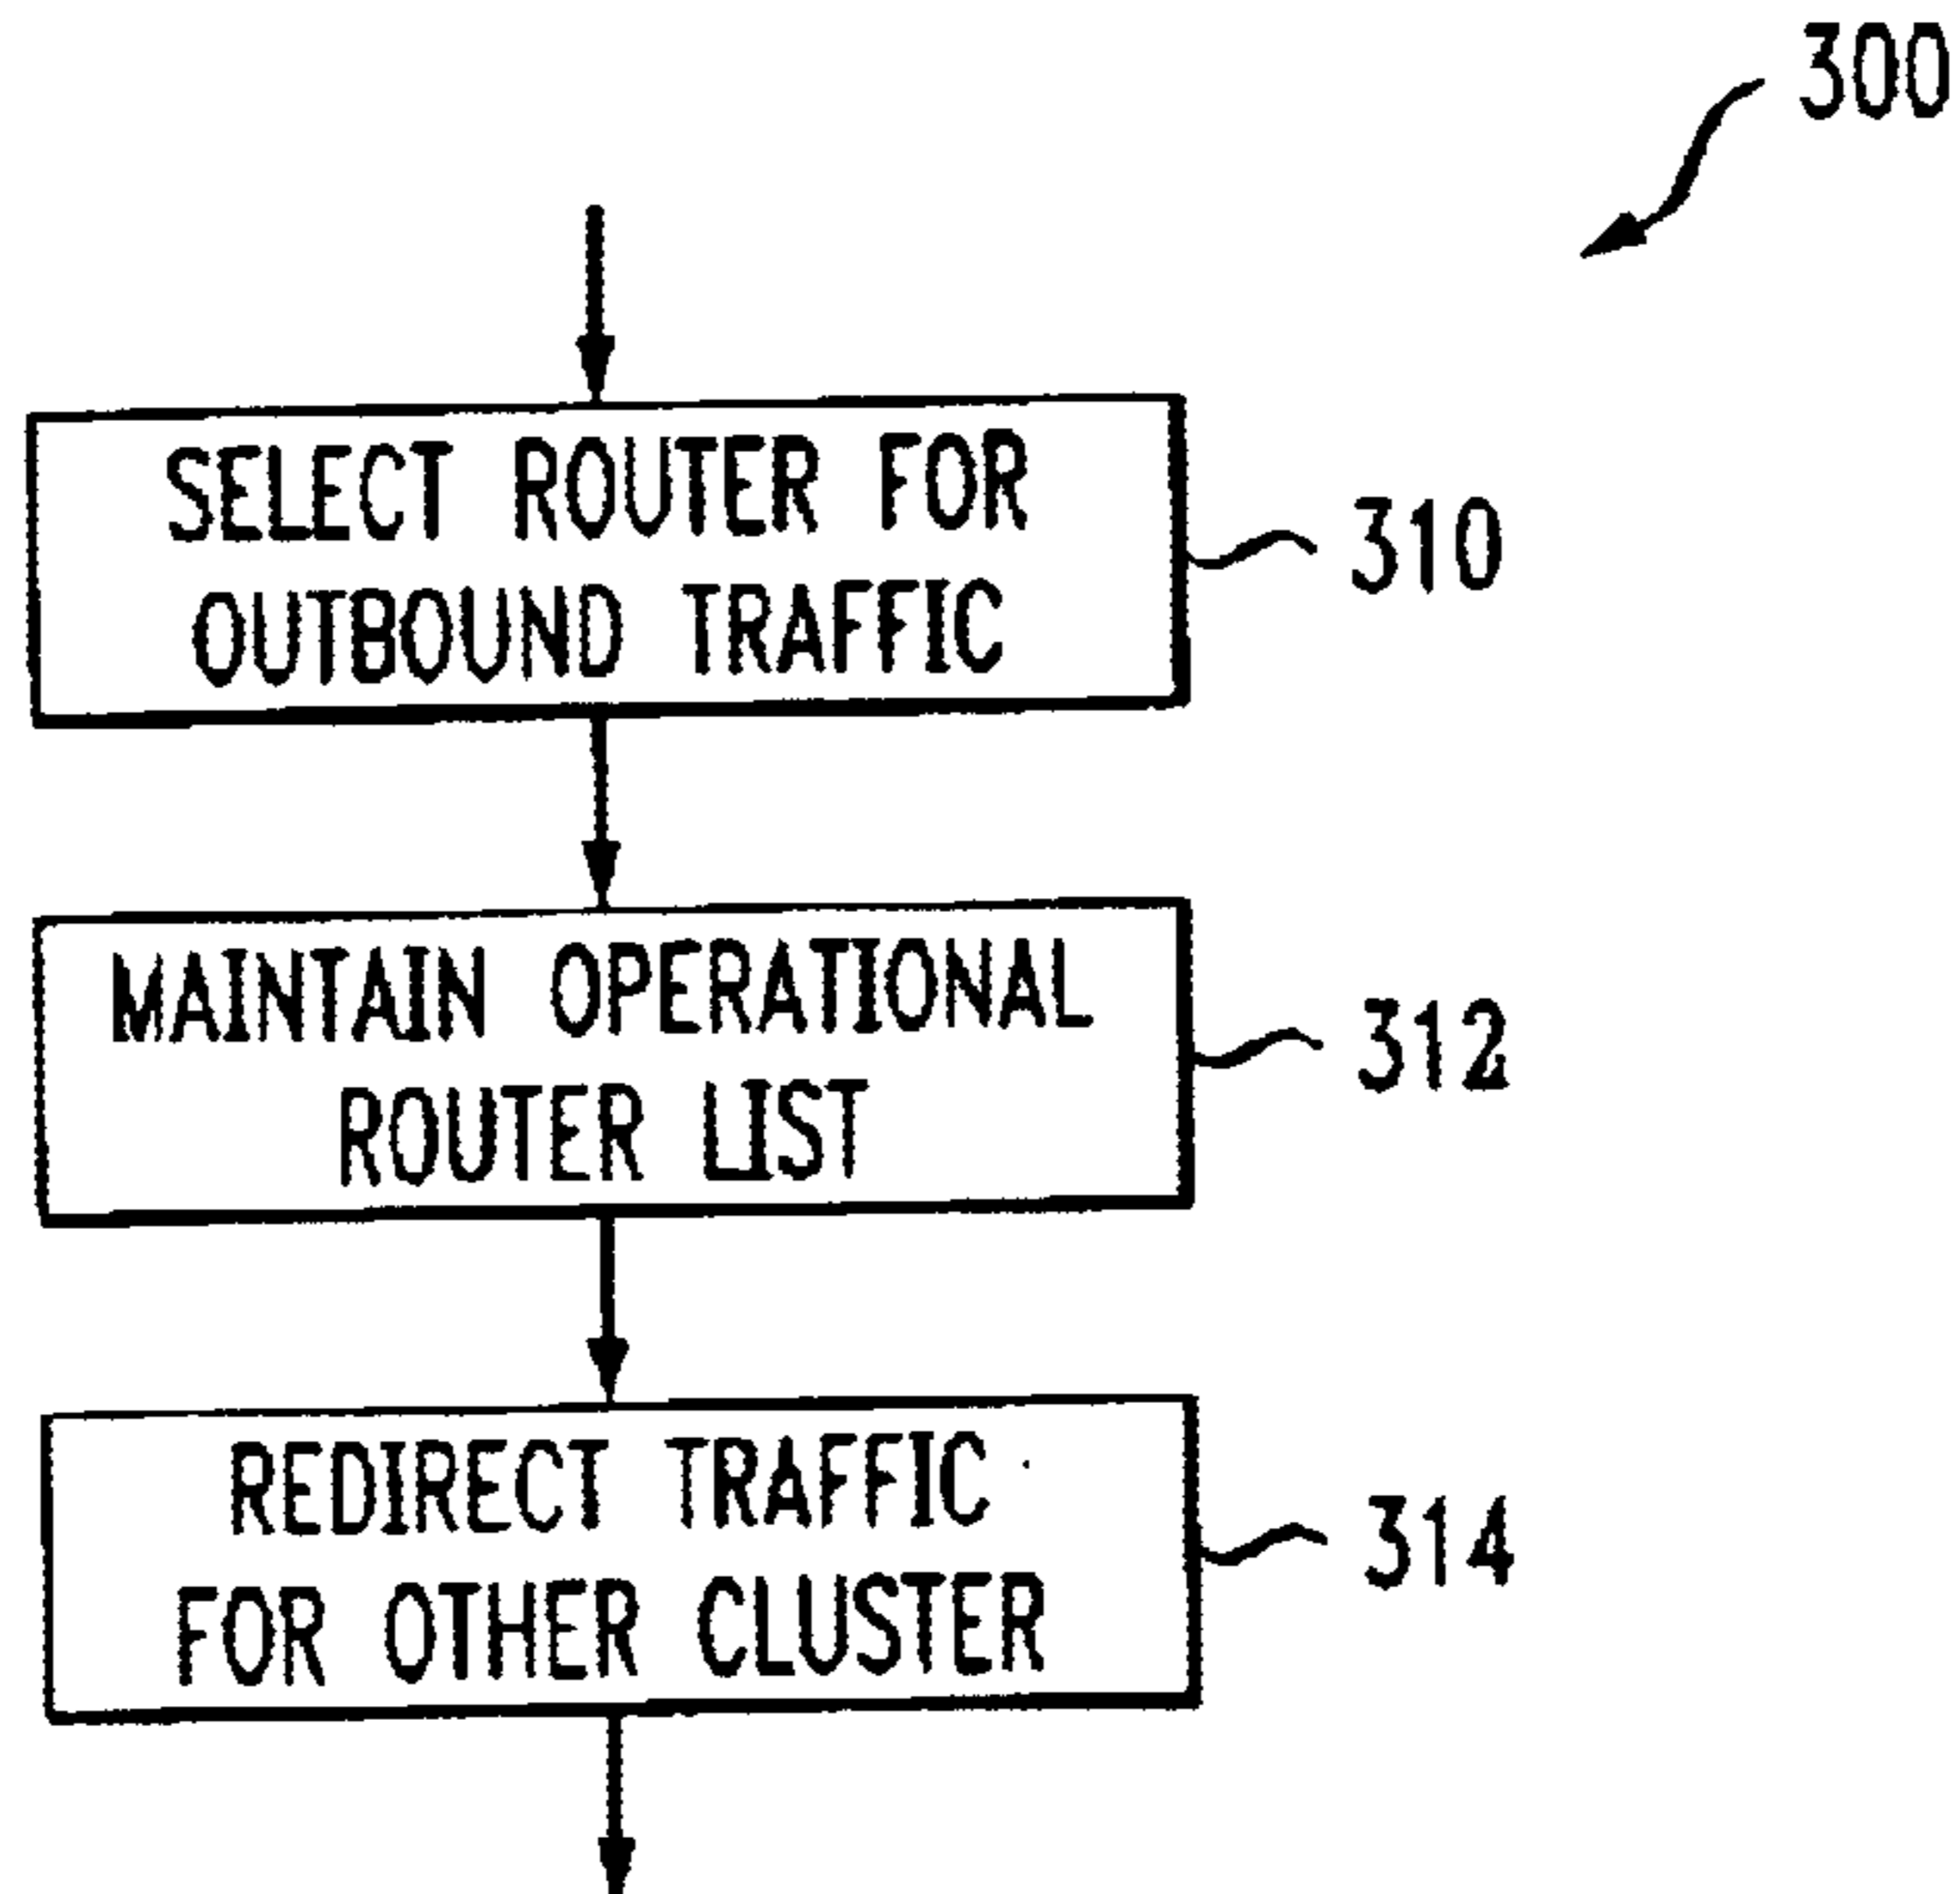 300
SELECT ROUTER FOR
OUTBOUND TRAFFIC
310
MAINTAIN OPERATIONAL
ROUTER LIST
312
REDIRECT TRAFFIC
FOR OTHER CLUSTER
314